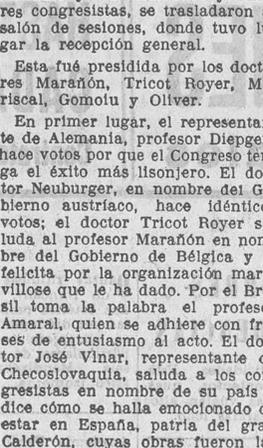 res congresistas, se trasladaron
salón de sesiones, donde tuvo l
gar la recepción general.
Esta fué presidida por los doct
res Marañón, Tricot Royer, M
riscal, Gomoiu y Oliver.
En primer lugar, el representa
te de Alemania, profesor Diepge
hace votos por que el Congreso ten
ga el éxito más lisonjero. El do
tor Neuburger, en nombre del G
bierno austríaco, hace idéntic
votos; el doctor Tricot Royer s
luda al profesor Marañón en nom
bre del Gobierno de Bélgica y
felicita por la organización mar
villose que le ha dado. Por el Br
sil toma la palabra el profeso
Amaral, quien se adhiere con fr
ses de entusiasmo al acto. El do
tor José Vinar, representante
Checoslovaquia, saluda a los co
gresistas en nombre de su país
dice cómo se halla emocionado
estar en España, patria del gra
Calderón, cuyas obras fueron l